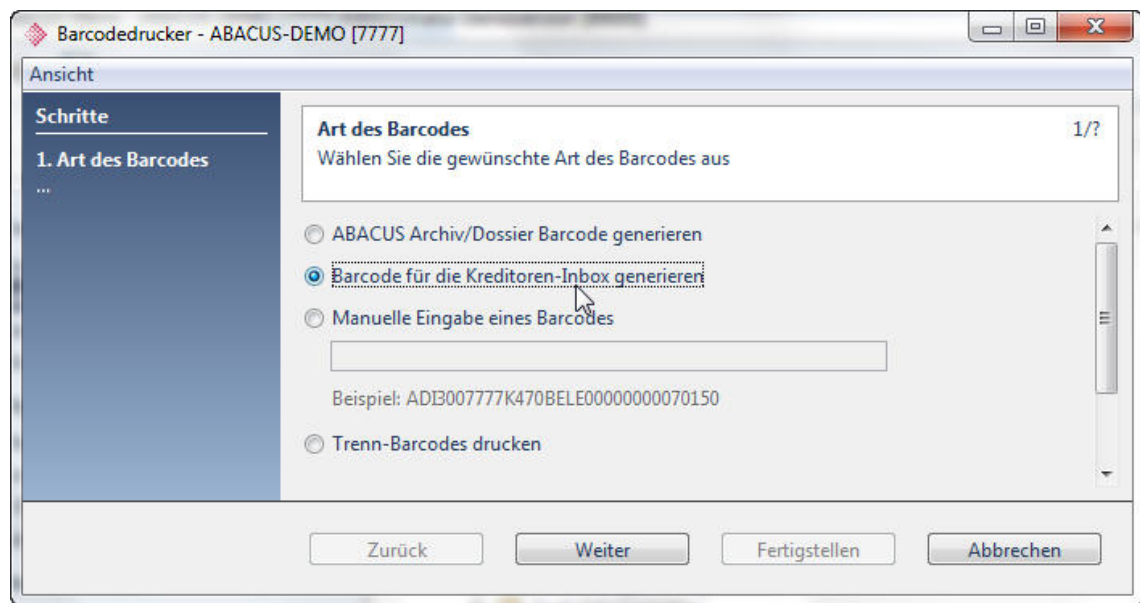 Barcodedrucker - ABACUS-DEMO [7777]
Ansicht
Schritte
1. Art des Barcodes
...
Art des Barcodes
1/?
Wählen Sie die gewünschte Art des Barcodes aus
ABACUS Archiv/Dossier Barcode generieren
Barcode für die Kreditoren-Inbox generieren
Manuelle Eingabe eines Barcodes
Beispiel: ADI3007777K470BELE00000000070150
Trenn-Barcodes drucken
Zurück
Weiter
Fertigstellen
Abbrechen